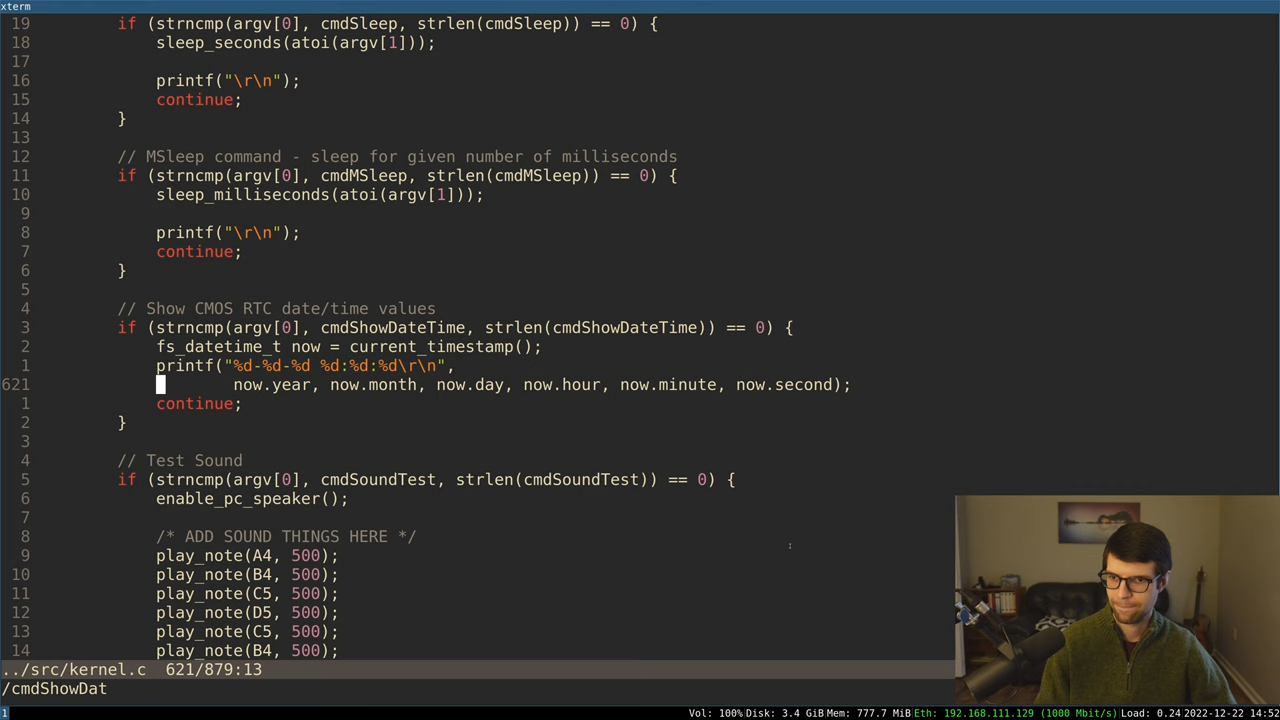 xterm
19         if (strncmp(argv[0], cmdSleep, strlen(cmdSleep)) == 0) {
18             sleep_seconds(atoi(argv[1]));
17
16             printf("\r\n");
15             continue;
14         }
13
12         // MSleep command - sleep for given number of milliseconds
11         if (strncmp(argv[0], cmdMSleep, strlen(cmdMSleep)) == 0) {
10             sleep_milliseconds(atoi(argv[1]));
9
8             printf("\r\n");
7             continue;
6         }
5
4         // Show CMOS RTC date/time values
3         if (strncmp(argv[0], cmdShowDateTime, strlen(cmdShowDateTime)) == 0) {
2             fs_datetime_t now = current_timestamp();
1             printf("%d-%d-%d %d:%d:%d\r\n",
621                     now.year, now.month, now.day, now.hour, now.minute, now.second);
1             continue;
2         }
3
4         // Test Sound
5         if (strncmp(argv[0], cmdSoundTest, strlen(cmdSoundTest)) == 0) {
6             enable_pc_speaker();
7
8             /* ADD SOUND THINGS HERE */
9             play_note(A4, 500);
10             play_note(B4, 500);
11             play_note(C5, 500);
12             play_note(D5, 500);
13             play_note(C5, 500);
14             play_note(B4, 500);
../src/kernel.c  621/879:13
/cmdShowDat
1 Vol: 100% Disk: 3.4 GiB Mem: 777.7 MiB Eth: 192.168.111.129 (1000 Mbit/s) Load: 0.24 2022-12-22 14:52